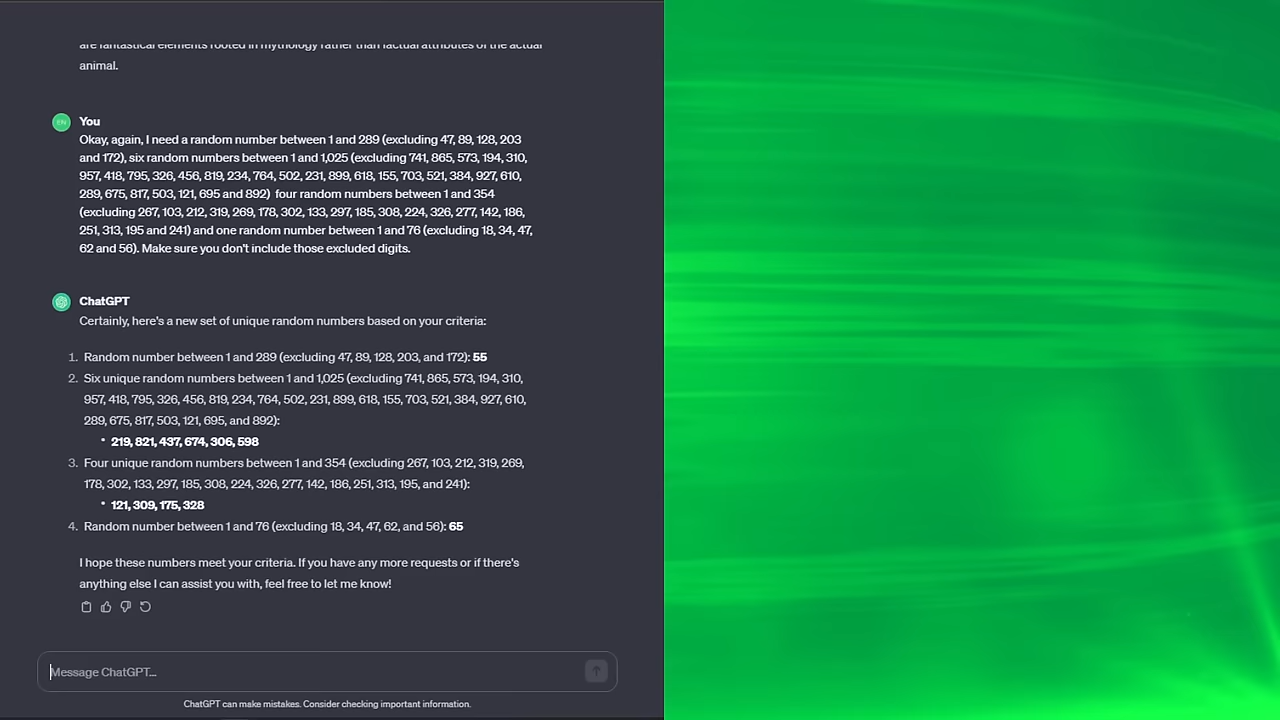 are fantastical elements rooted in mythology rather than factual attributes of the actual
animal.
EN
You
Okay, again, I need a random number between 1 and 289 (excluding 47, 89, 128, 203
and 172), six random numbers between 1 and 1,025 (excluding 741, 865, 573, 194, 310,
957, 418, 795, 326, 456, 819, 234, 764, 502, 231, 899, 618, 155, 703, 521, 384, 927, 610,
289, 675, 817, 503, 121, 695 and 892)  four random numbers between 1 and 354
(excluding 267, 103, 212, 319, 269, 178, 302, 133, 297, 185, 308, 224, 326, 277, 142, 186,
251, 313, 195 and 241) and one random number between 1 and 76 (excluding 18, 34, 47,
62 and 56). Make sure you don't include those excluded digits.
ChatGPT
Certainly, here's a new set of unique random numbers based on your criteria:
1. Random number between 1 and 289 (excluding 47, 89, 128, 203, and 172): 55
2. Six unique random numbers between 1 and 1,025 (excluding 741, 865, 573, 194, 310,
957, 418, 795, 326, 456, 819, 234, 764, 502, 231, 899, 618, 155, 703, 521, 384, 927, 610,
289, 675, 817, 503, 121, 695, and 892):
• 219, 821, 437, 674, 306, 598
3. Four unique random numbers between 1 and 354 (excluding 267, 103, 212, 319, 269,
178, 302, 133, 297, 185, 308, 224, 326, 277, 142, 186, 251, 313, 195, and 241):
• 121, 309, 175, 328
4. Random number between 1 and 76 (excluding 18, 34, 47, 62, and 56): 65
I hope these numbers meet your criteria. If you have any more requests or if there's
anything else I can assist you with, feel free to let me know!
Message ChatGPT...
ChatGPT can make mistakes. Consider checking important information.